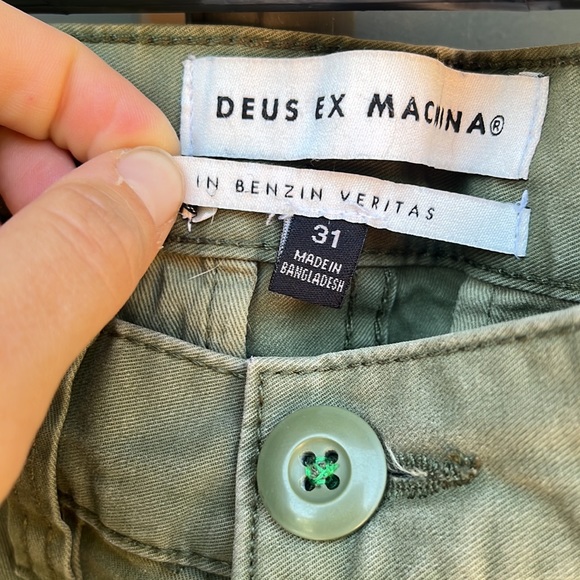 DEUS EX MACHINA®
IN BENZIN VERITAS
31
MADE IN
BANGLADESH